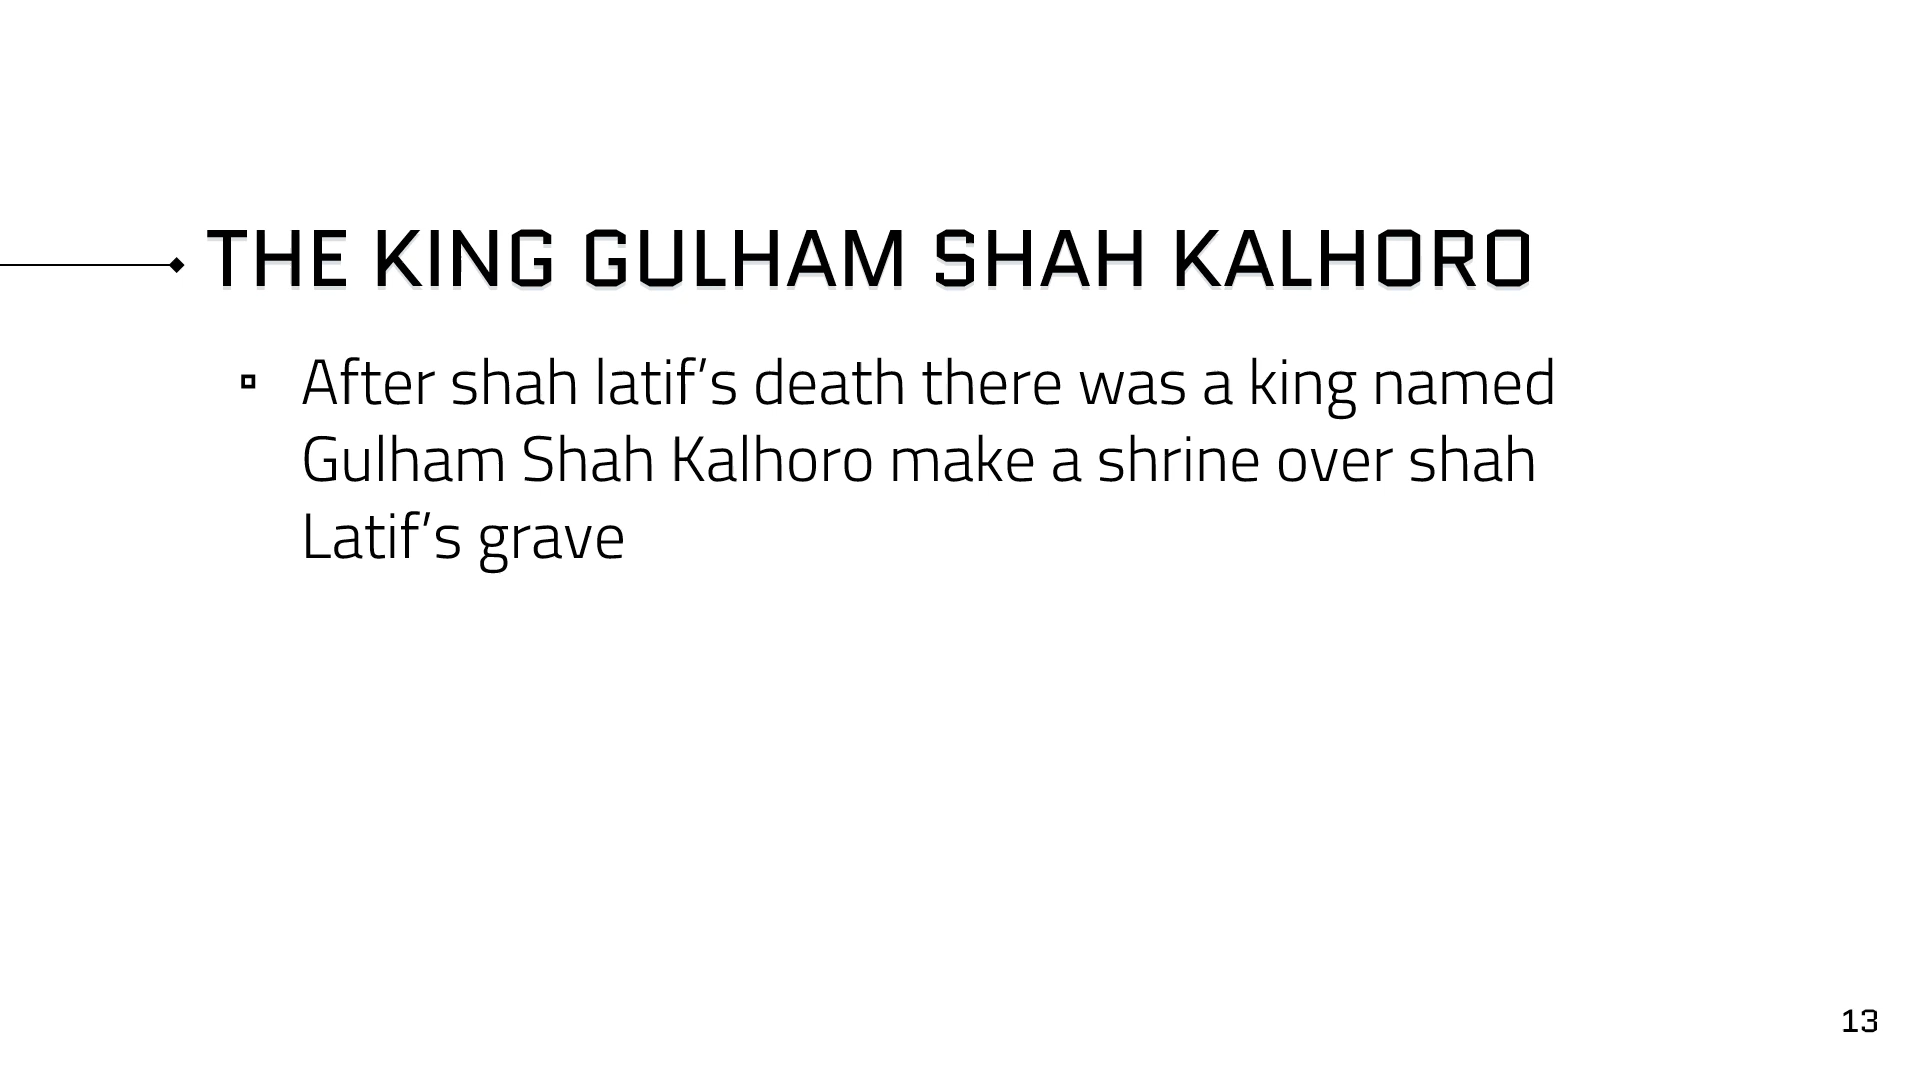 THE KING GULHAM SHAH KALHORO
▫ After shah latif’s death there was a king named
Gulham Shah Kalhoro make a shrine over shah
Latif’s grave
13